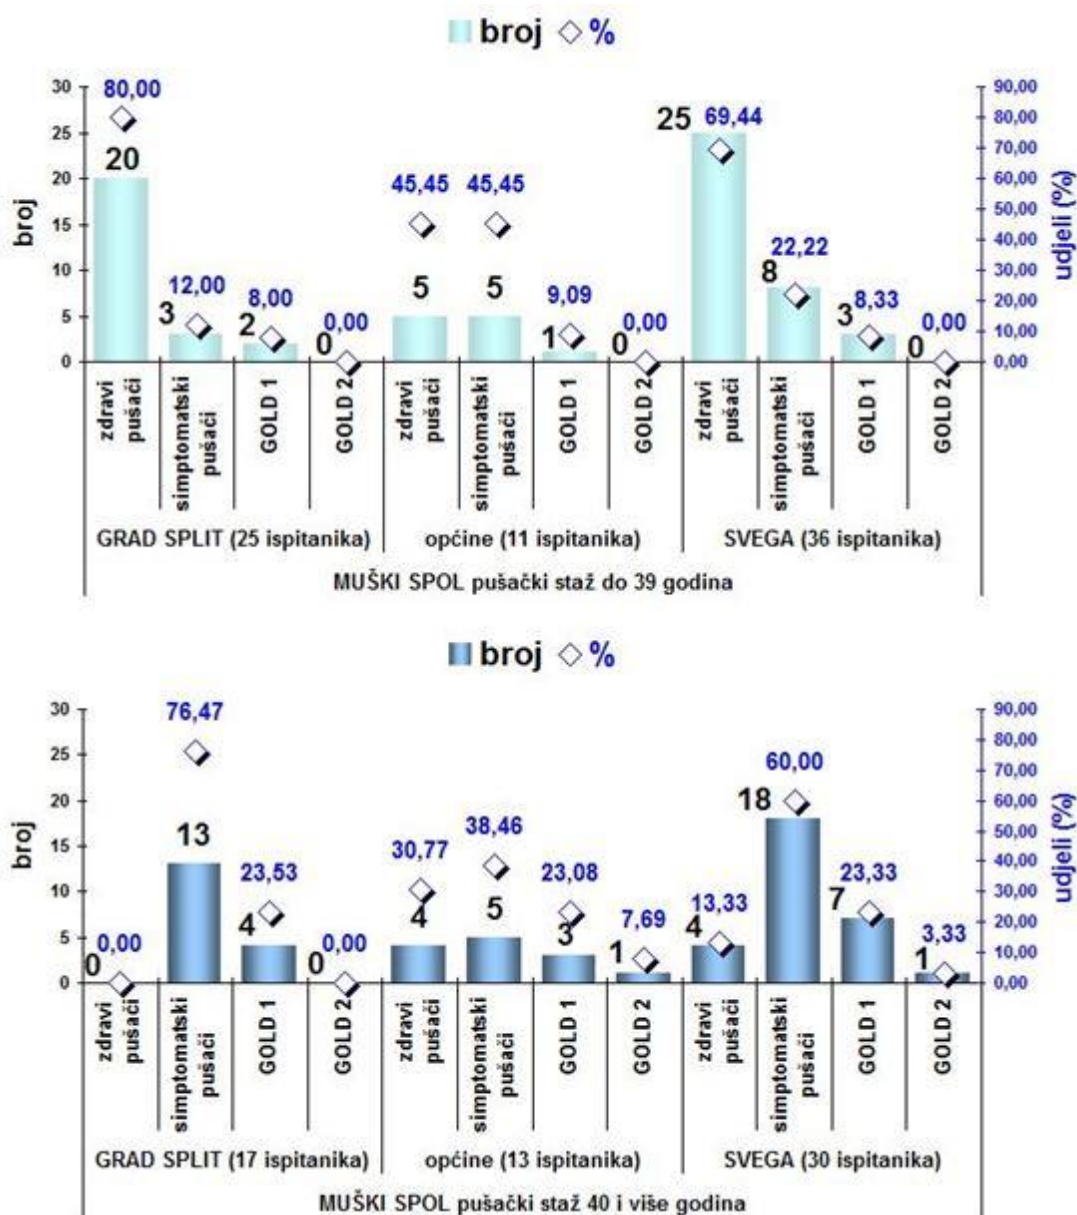 broj %
30 80,00 25 69,44 90,00
25 20 80,00
20 45,45 45,45 70,00
15 60,00
10 12,00 8,00 5 5 9,09 8 22,22 8,33 50,00
5 3 2 0,00 1 0,00 3 0,00 40,00
0 0 0 0 30,00
20,00
10,00
0,00
broj
udjeli (%)
zdravi pušači simptomatski pušači GOLD 1 GOLD 2 zdravi pušači simptomatski pušači GOLD 1 GOLD 2 zdravi pušači simptomatski pušači GOLD 1 GOLD 2
GRAD SPLIT (25 ispitanika) općine (11 ispitanika) SVEGA (36 ispitanika)
MUŠKI SPOL pušački staž do 39 godina
broj %
30 76,47 90,00
25 60,00 80,00
20 13 38,46 18 70,00
15 23,53 30,77 5 23,08 23,33 60,00
10 4 4 3 7,69 13,33 7 50,00
5 0,00 0,00 1 4 3,33 40,00
0 0 0 1 30,00
20,00
10,00
0,00
broj
udjeli (%)
zdravi pušači simptomatski pušači GOLD 1 GOLD 2 zdravi pušači simptomatski pušači GOLD 1 GOLD 2 zdravi pušači simptomatski pušači GOLD 1 GOLD 2
GRAD SPLIT (17 ispitanika) općine (13 ispitanika) SVEGA (30 ispitanika)
MUŠKI SPOL pušački staž 40 i više godina